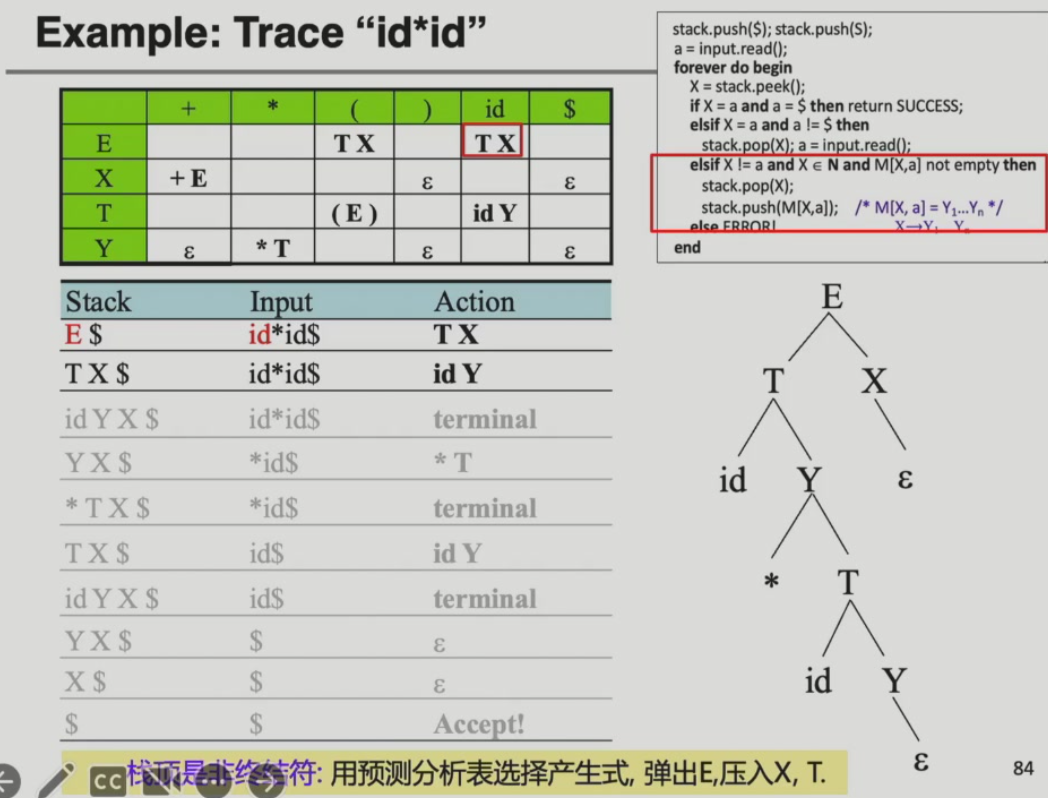 Example: Trace “id*id”
stack.push($); stack.push(S);
a = input.read();
forever do begin
X = stack.peek();
if X = a and a = $ then return SUCCESS;
elsif X = a and a != $ then
stack.pop(X); a = input.read();
elsif X != a and X ∈ N and M[X,a] not empty then
stack.pop(X);
stack.push(M[X,a]); /* M[X, a] = Y₁...Yₙ */
else ERROR! X→Y₁ Yₙ
end
+ * ( ) id $
E T X T X
X + E ε ε
T ( E ) id Y
Y ε * T ε ε
Stack Input Action
E $ id*id$ T X
T X $ id*id$ id Y
id Y X $ id*id$ terminal
Y X $ *id$ * T
* T X $ *id$ terminal
T X $ id$ id Y
id Y X $ id$ terminal
Y X $ $ ε
X $ $ ε
$ $ Accept!
E
T X
id Y ε
* T
id Y
ε
栈顶是非终结符: 用预测分析表选择产生式, 弹出E,压入X, T.
CC
84